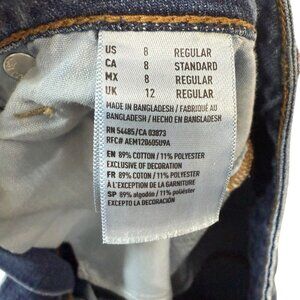 US 8 REGULAR
CA 8 STANDARD
MX 8 REGULAR
UK 12 REGULAR
MADE IN BANGLADESH / FABRIQUÉ AU
BANGLADESH / HECHO EN BANGLADESH
RN 54485/CA 03873
RFC# AEM120605U9A
EN 89% COTTON / 11% POLYESTER
EXCLUSIVE OF DECORATION
FR 89% COTON / 11% POLYESTER
À L'EXCEPTION DE LA GARNITURE
SP 89% algodón / 11% POLIÉSTER
EXCEPTO LA DECORACIÓN